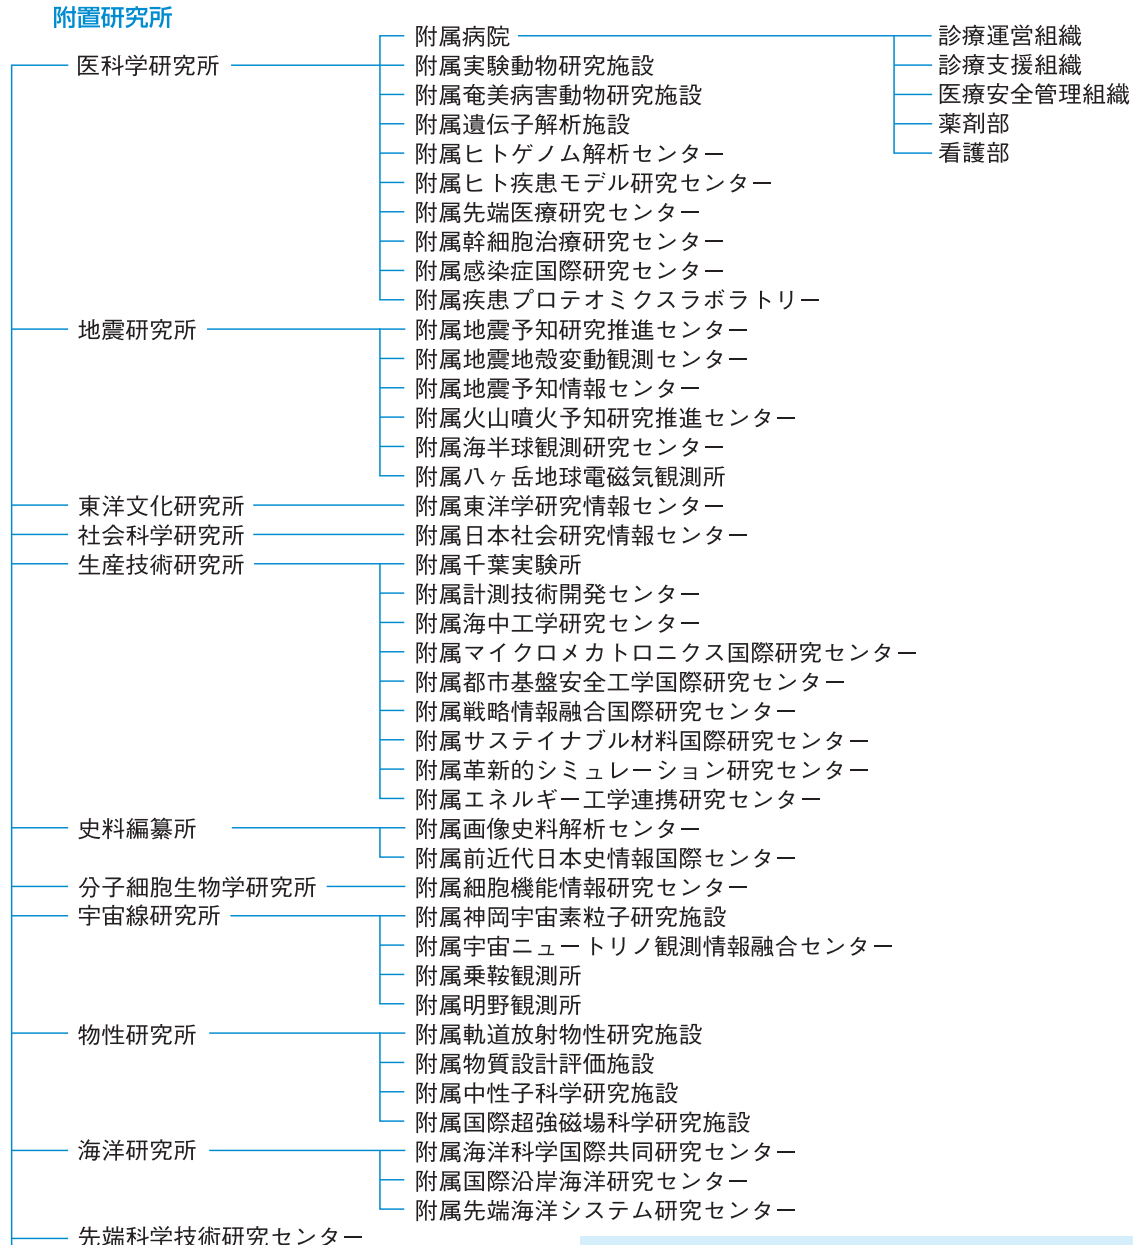 附置研究所
医科学研究所
附属病院
診療運営組織
診療支援組織
医療安全管理組織
薬剤部
看護部
附属実験動物研究施設
附属奄美病害動物研究施設
附属遺伝子解析施設
附属ヒトゲノム解析センター
附属ヒト疾患モデル研究センター
附属先端医療研究センター
附属幹細胞治療研究センター
附属感染症国際研究センター
附属疾患プロテオミクスラボラトリー
地震研究所
附属地震予知研究推進センター
附属地震地殻変動観測センター
附属地震予知情報センター
附属火山噴火予知研究推進センター
附属海半球観測研究センター
附属八ヶ岳地球電磁気観測所
東洋文化研究所
附属東洋学研究情報センター
社会科学研究所
附属日本社会研究情報センター
生産技術研究所
附属千葉実験所
附属計測技術開発センター
附属海中工学研究センター
附属マイクロメカトロニクス国際研究センター
附属都市基盤安全工学国際研究センター
附属戦略情報融合国際研究センター
附属サステイナブル材料国際研究センター
附属革新的シミュレーション研究センター
附属エネルギー工学連携研究センター
史料編纂所
附属画像史料解析センター
附属前近代日本史情報国際センター
分子細胞生物学研究所
附属細胞機能情報研究センター
宇宙線研究所
附属神岡宇宙素粒子研究施設
附属宇宙ニュートリノ観測情報融合センター
附属乗鞍観測所
附属明野観測所
物性研究所
附属軌道放射物性研究施設
附属物質設計評価施設
附属中性子科学研究施設
附属国際超強磁場科学研究施設
海洋研究所
附属海洋科学国際共同研究センター
附属国際沿岸海洋研究センター
附属先端海洋システム研究センター
先端科学技術研究センター